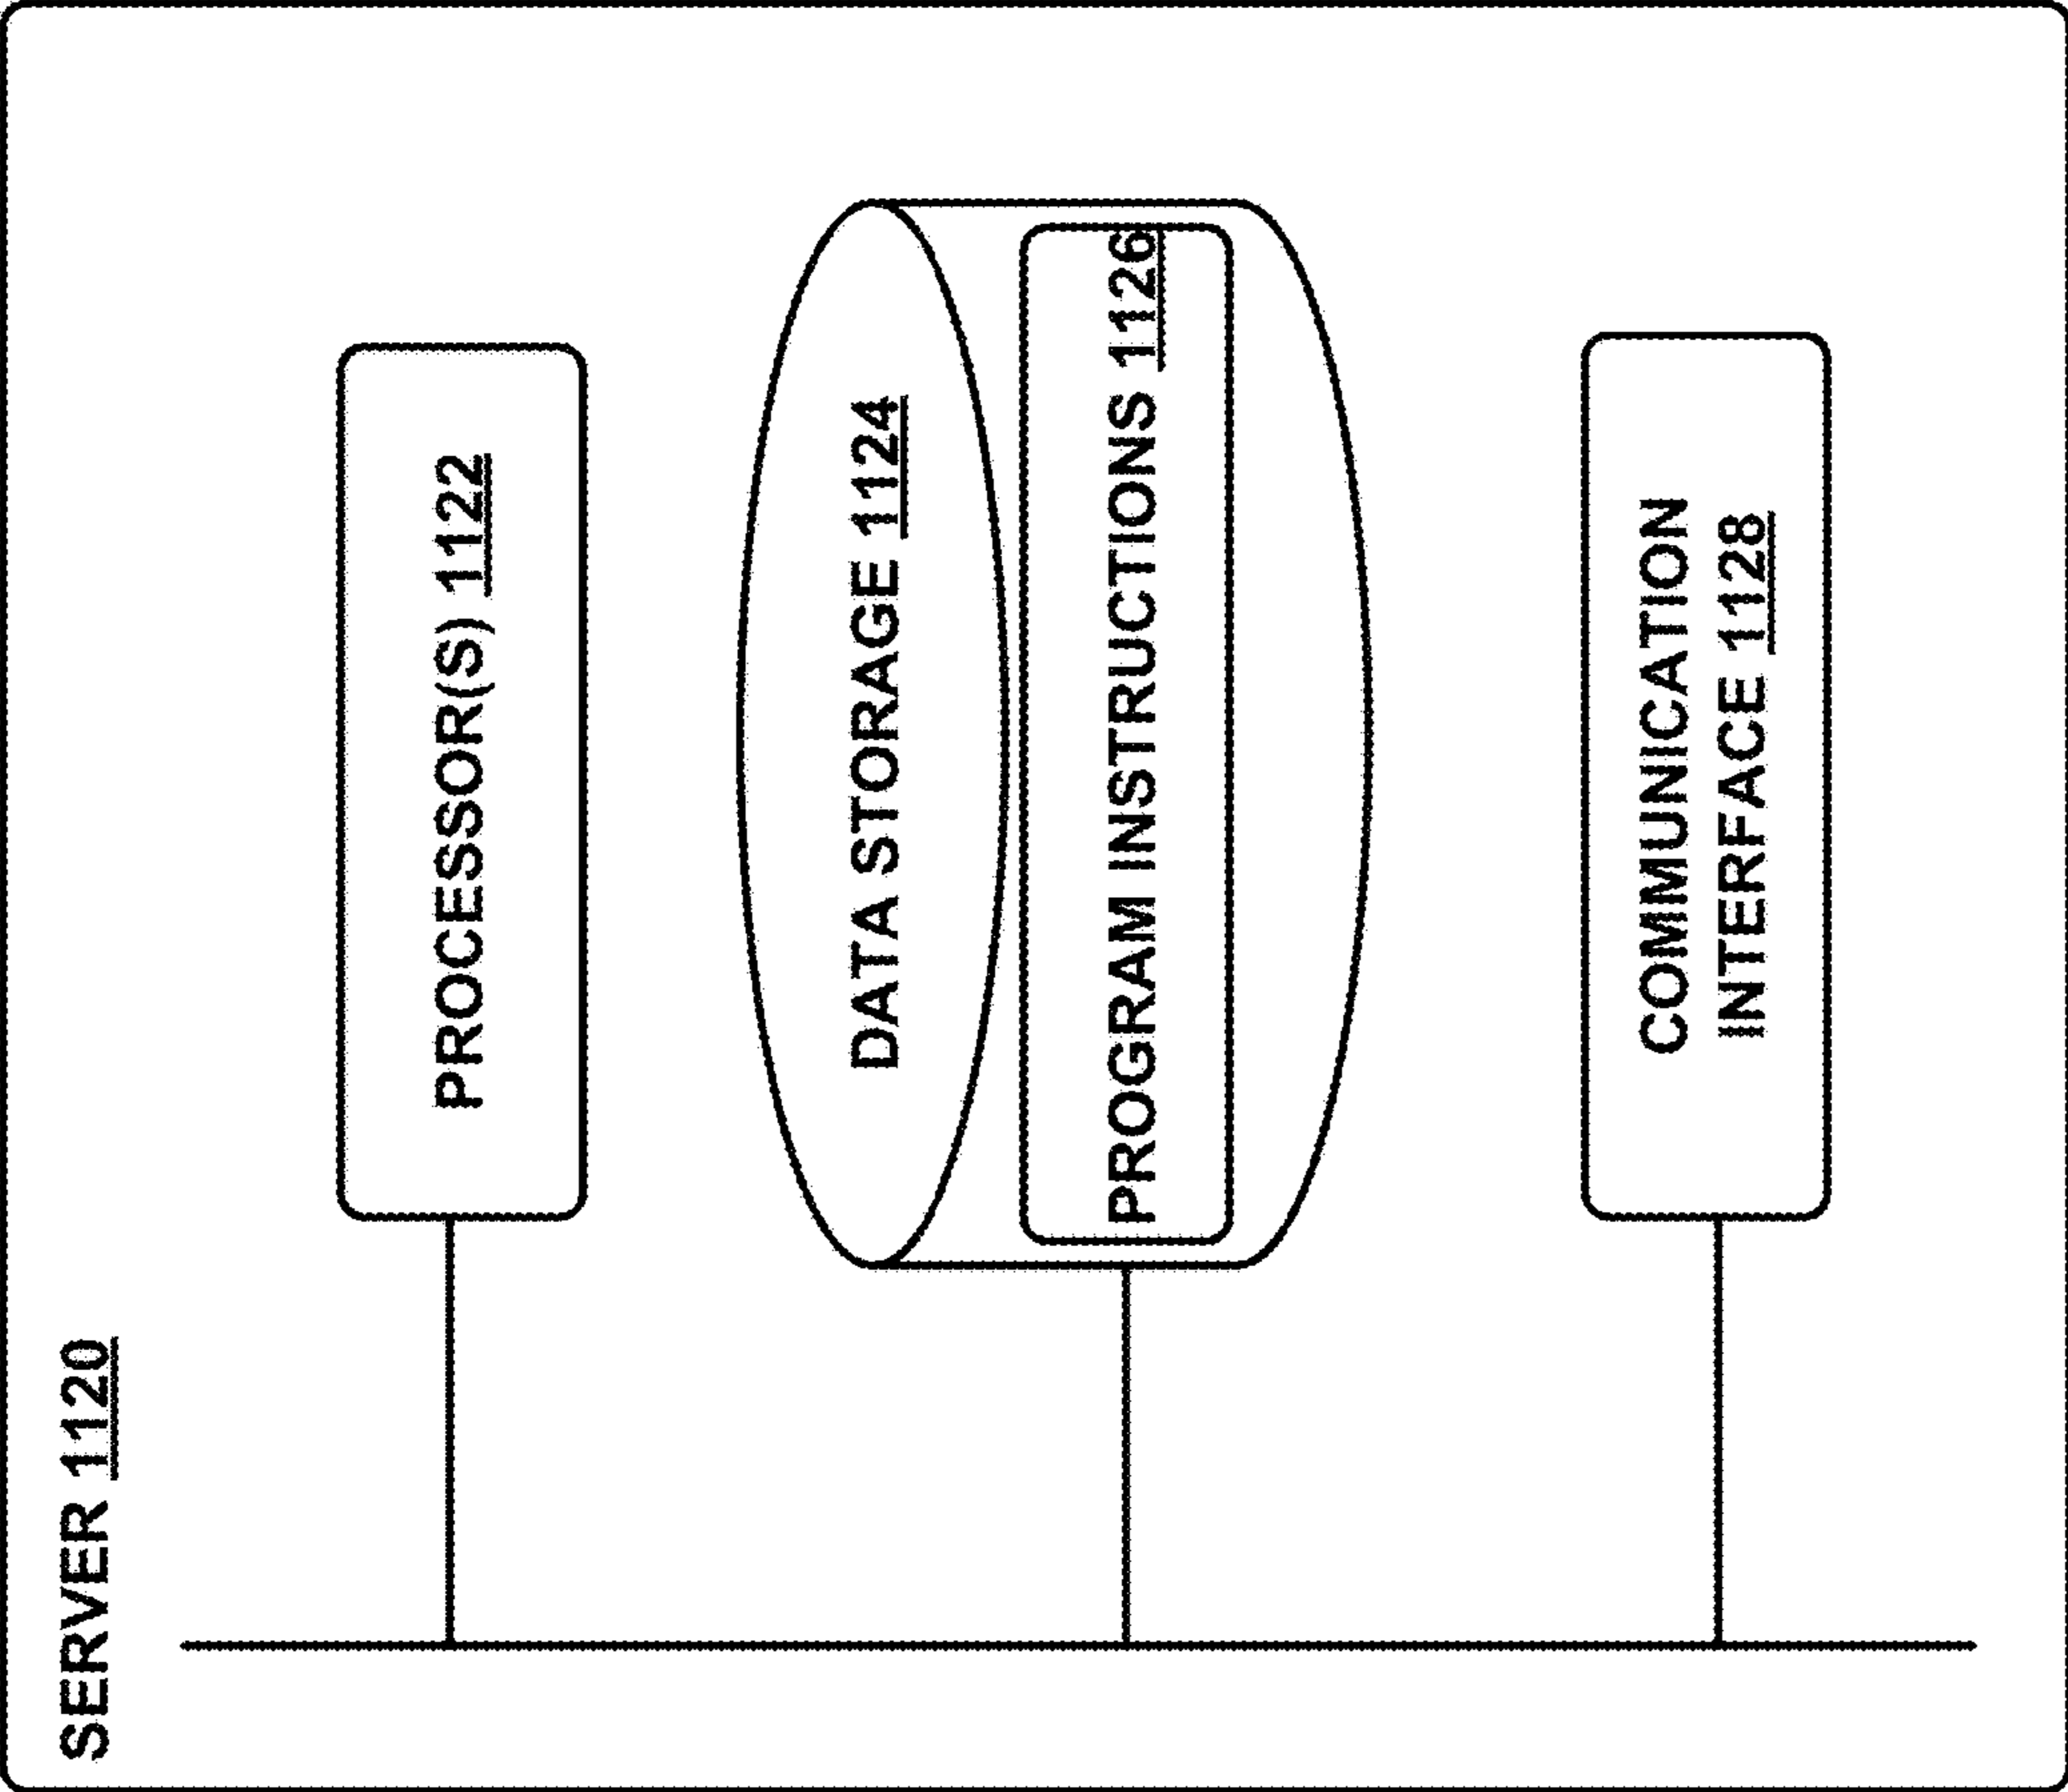 SERVER 1120
PROCESSOR(S) 1122
DATA STORAGE 1124
PROGRAM INSTRUCTIONS 1126
COMMUNICATION
INTERFACE 1128